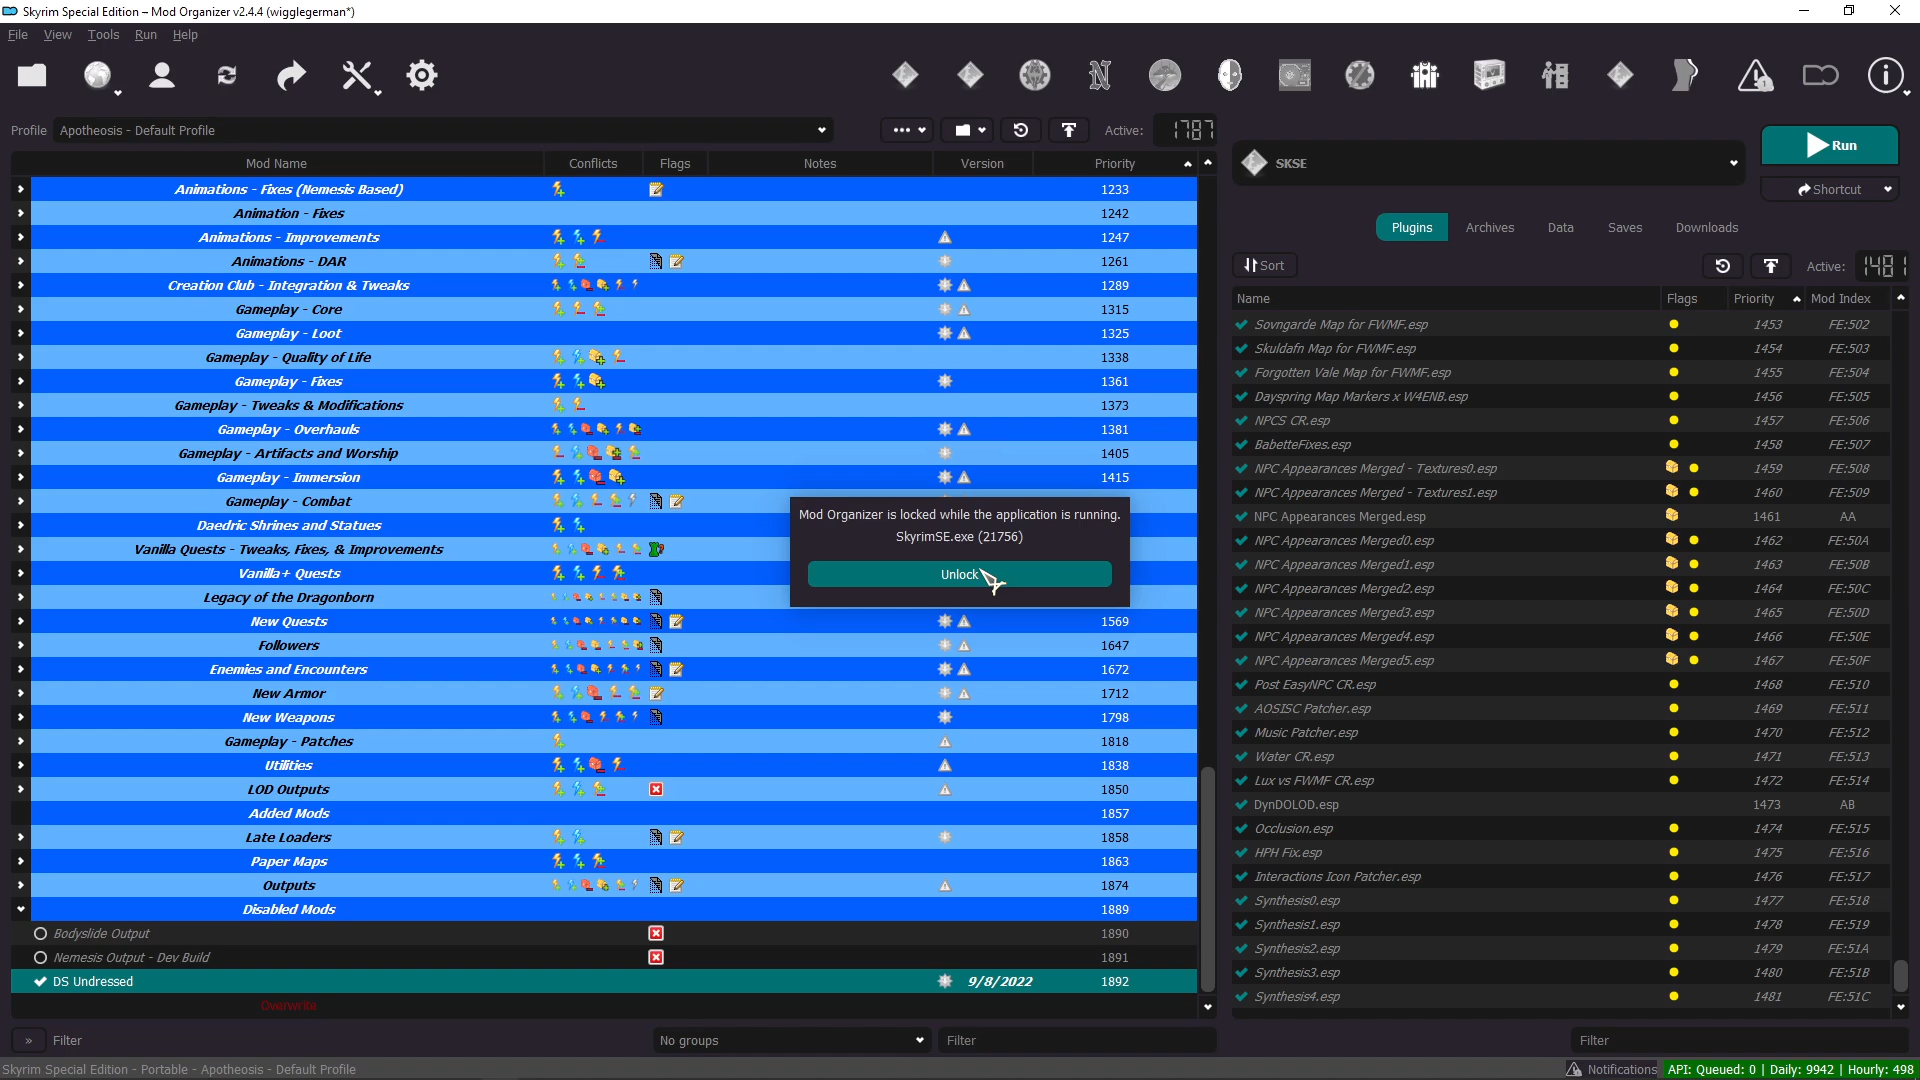 Skyrim Special Edition – Mod Organizer v2.4.4 (wigglegerman*)
File View Tools Run Help
Profile Apotheosis - Default Profile
Active: 1787
Mod Name Conflicts Flags Notes Version Priority
Animations - Fixes (Nemesis Based) 1233
Animation - Fixes 1242
Animations - Improvements 1247
Animations - DAR 1261
Creation Club - Integration & Tweaks 1289
Gameplay - Core 1315
Gameplay - Loot 1325
Gameplay - Quality of Life 1338
Gameplay - Fixes 1361
Gameplay - Tweaks & Modifications 1373
Gameplay - Overhauls 1381
Gameplay - Artifacts and Worship 1405
Gameplay - Immersion 1415
Gameplay - Combat
Daedric Shrines and Statues
Vanilla Quests - Tweaks, Fixes, & Improvements
Vanilla+ Quests
Legacy of the Dragonborn
New Quests 1569
Followers 1647
Enemies and Encounters 1672
New Armor 1712
New Weapons 1798
Gameplay - Patches 1818
Utilities 1838
LOD Outputs 1850
Added Mods 1857
Late Loaders 1858
Paper Maps 1863
Outputs 1874
Disabled Mods 1889
Bodyslide Output 1890
Nemesis Output - Dev Build 1891
DS Undressed 9/8/2022 1892
Overwrite
» Filter
No groups
Filter
Mod Organizer is locked while the application is running.
SkyrimSE.exe (21756)
Unlock
SKSE
Run
Shortcut
Plugins Archives Data Saves Downloads
Sort
Active: 1481
Name Flags Priority Mod Index
Sovngarde Map for FWMF.esp 1453 FE:502
Skuldafn Map for FWMF.esp 1454 FE:503
Forgotten Vale Map for FWMF.esp 1455 FE:504
Dayspring Map Markers x W4ENB.esp 1456 FE:505
NPCS CR.esp 1457 FE:506
BabetteFixes.esp 1458 FE:507
NPC Appearances Merged - Textures0.esp 1459 FE:508
NPC Appearances Merged - Textures1.esp 1460 FE:509
NPC Appearances Merged.esp 1461 AA
NPC Appearances Merged0.esp 1462 FE:50A
NPC Appearances Merged1.esp 1463 FE:50B
NPC Appearances Merged2.esp 1464 FE:50C
NPC Appearances Merged3.esp 1465 FE:50D
NPC Appearances Merged4.esp 1466 FE:50E
NPC Appearances Merged5.esp 1467 FE:50F
Post EasyNPC CR.esp 1468 FE:510
AOSISC Patcher.esp 1469 FE:511
Music Patcher.esp 1470 FE:512
Water CR.esp 1471 FE:513
Lux vs FWMF CR.esp 1472 FE:514
DynDOLOD.esp 1473 AB
Occlusion.esp 1474 FE:515
HPH Fix.esp 1475 FE:516
Interactions Icon Patcher.esp 1476 FE:517
Synthesis0.esp 1477 FE:518
Synthesis1.esp 1478 FE:519
Synthesis2.esp 1479 FE:51A
Synthesis3.esp 1480 FE:51B
Synthesis4.esp 1481 FE:51C
Filter
Skyrim Special Edition - Portable - Apotheosis - Default Profile
Notifications API: Queued: 0 | Daily: 9942 | Hourly: 498